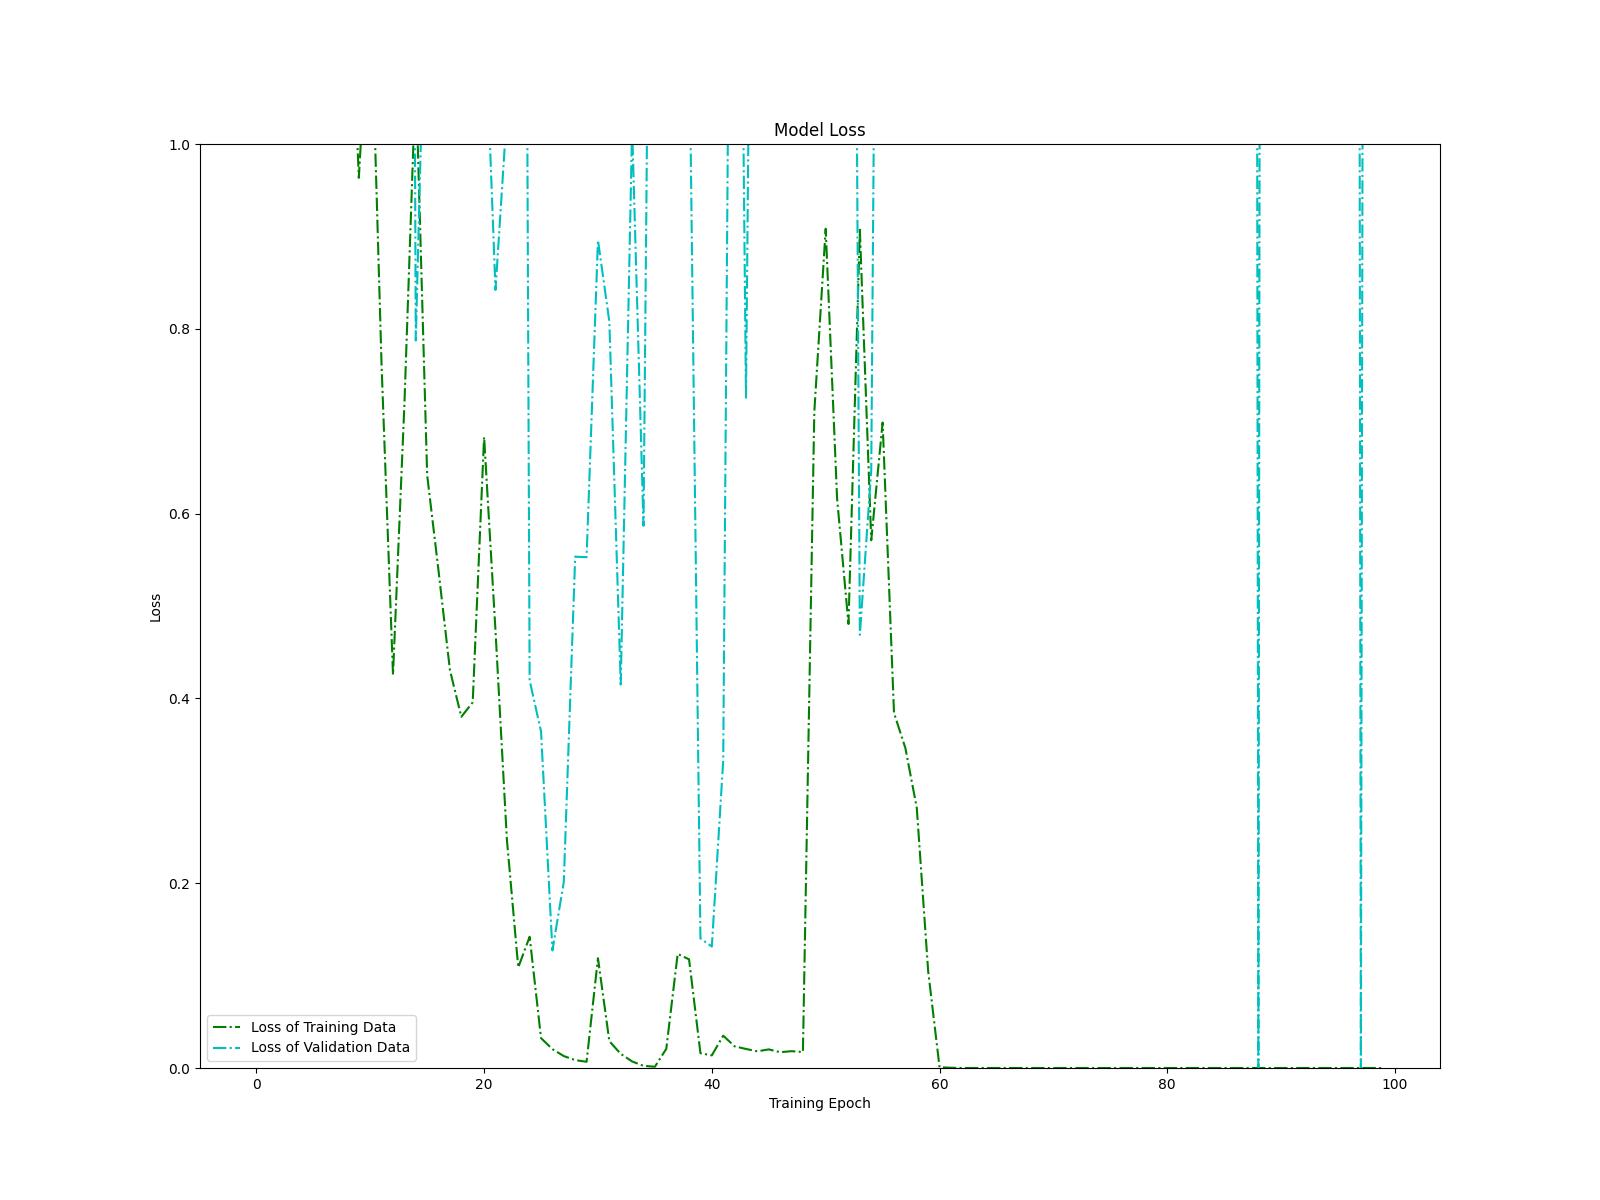 Model Loss
1.0
0.8
0.6
0.4
0.2
0.0
Loss
Loss of Training Data
Loss of Validation Data
0 20 40 60 80 100
Training Epoch